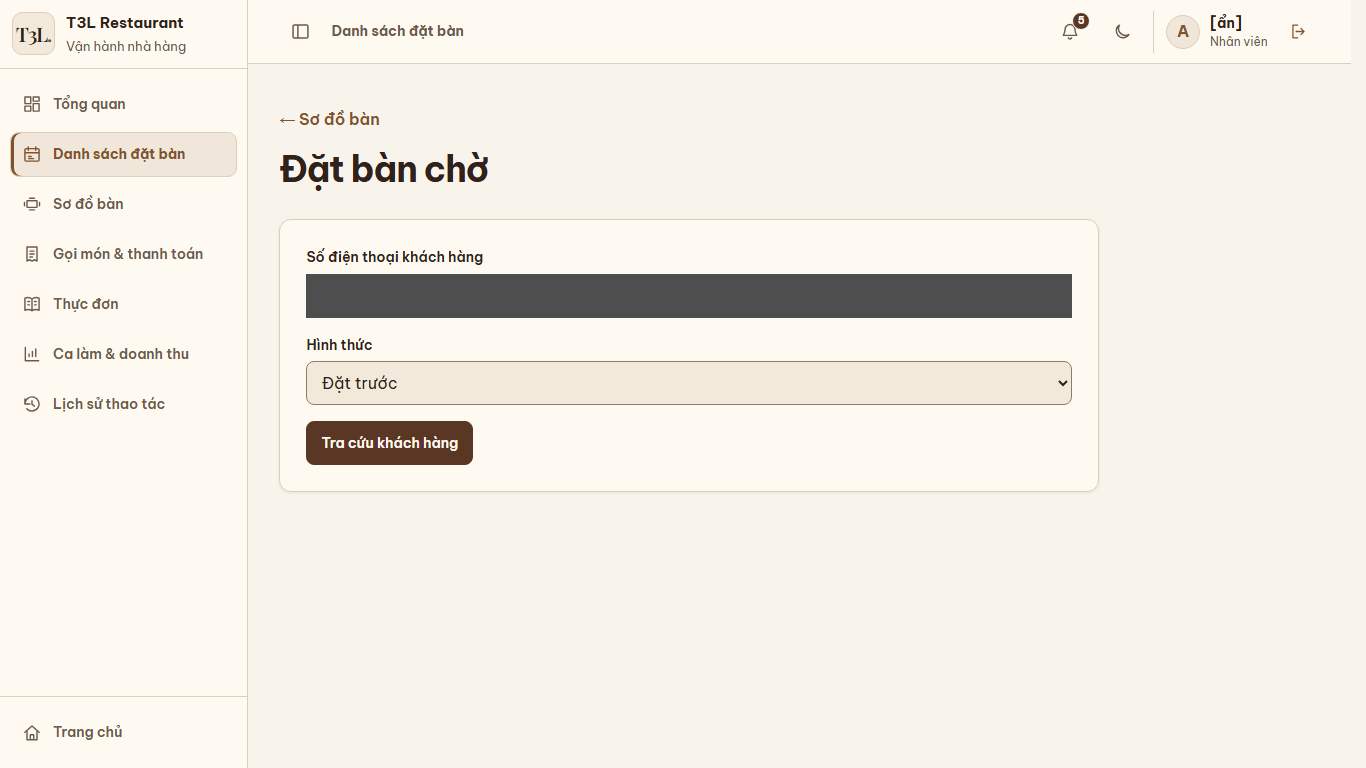 T3L
T3L Restaurant
Vận hành nhà hàng
Tổng quan
Danh sách đặt bàn
Sơ đồ bàn
Gọi món & thanh toán
Thực đơn
Ca làm & doanh thu
Lịch sử thao tác
Trang chủ
Danh sách đặt bàn
5
A
[ẩn]
Nhân viên
← Sơ đồ bàn
Đặt bàn chờ
Số điện thoại khách hàng
Hình thức
Đặt trước
Tra cứu khách hàng